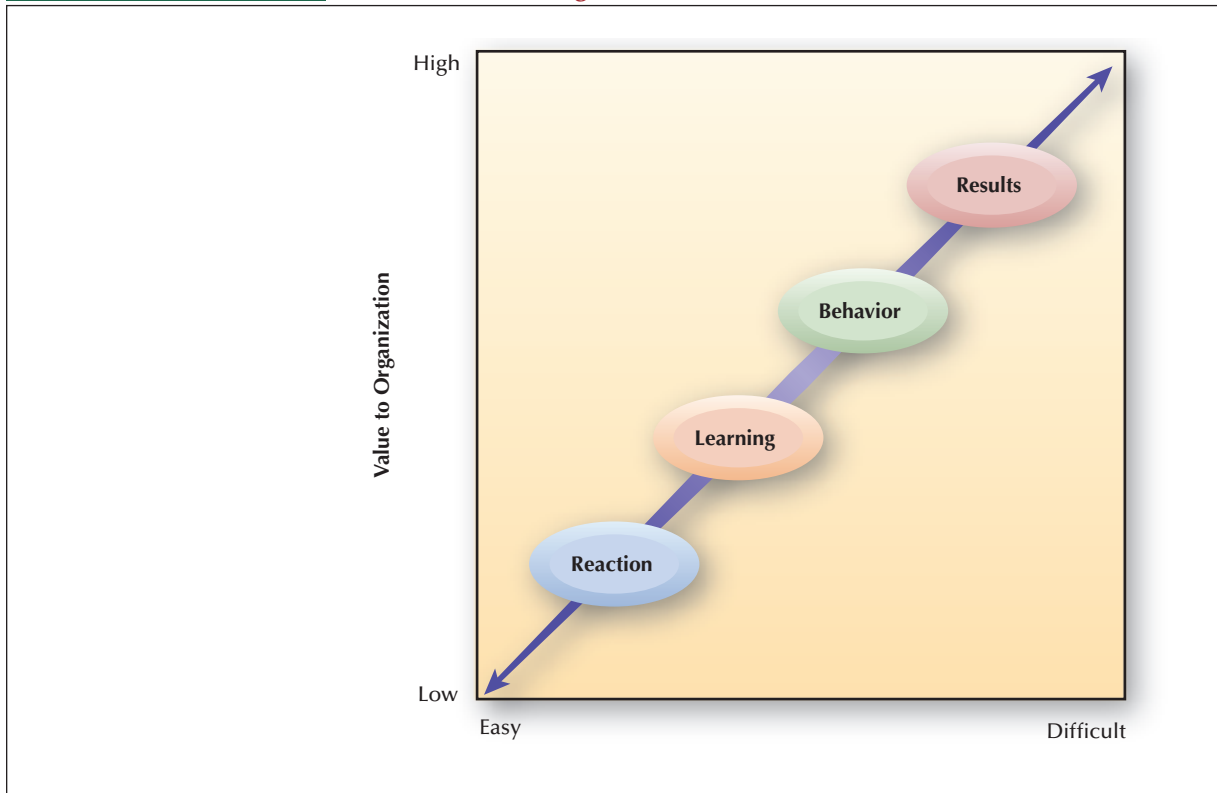 High
Results
Behavior
Value to Organization
Learning
Reaction
Low
Easy
Difficult